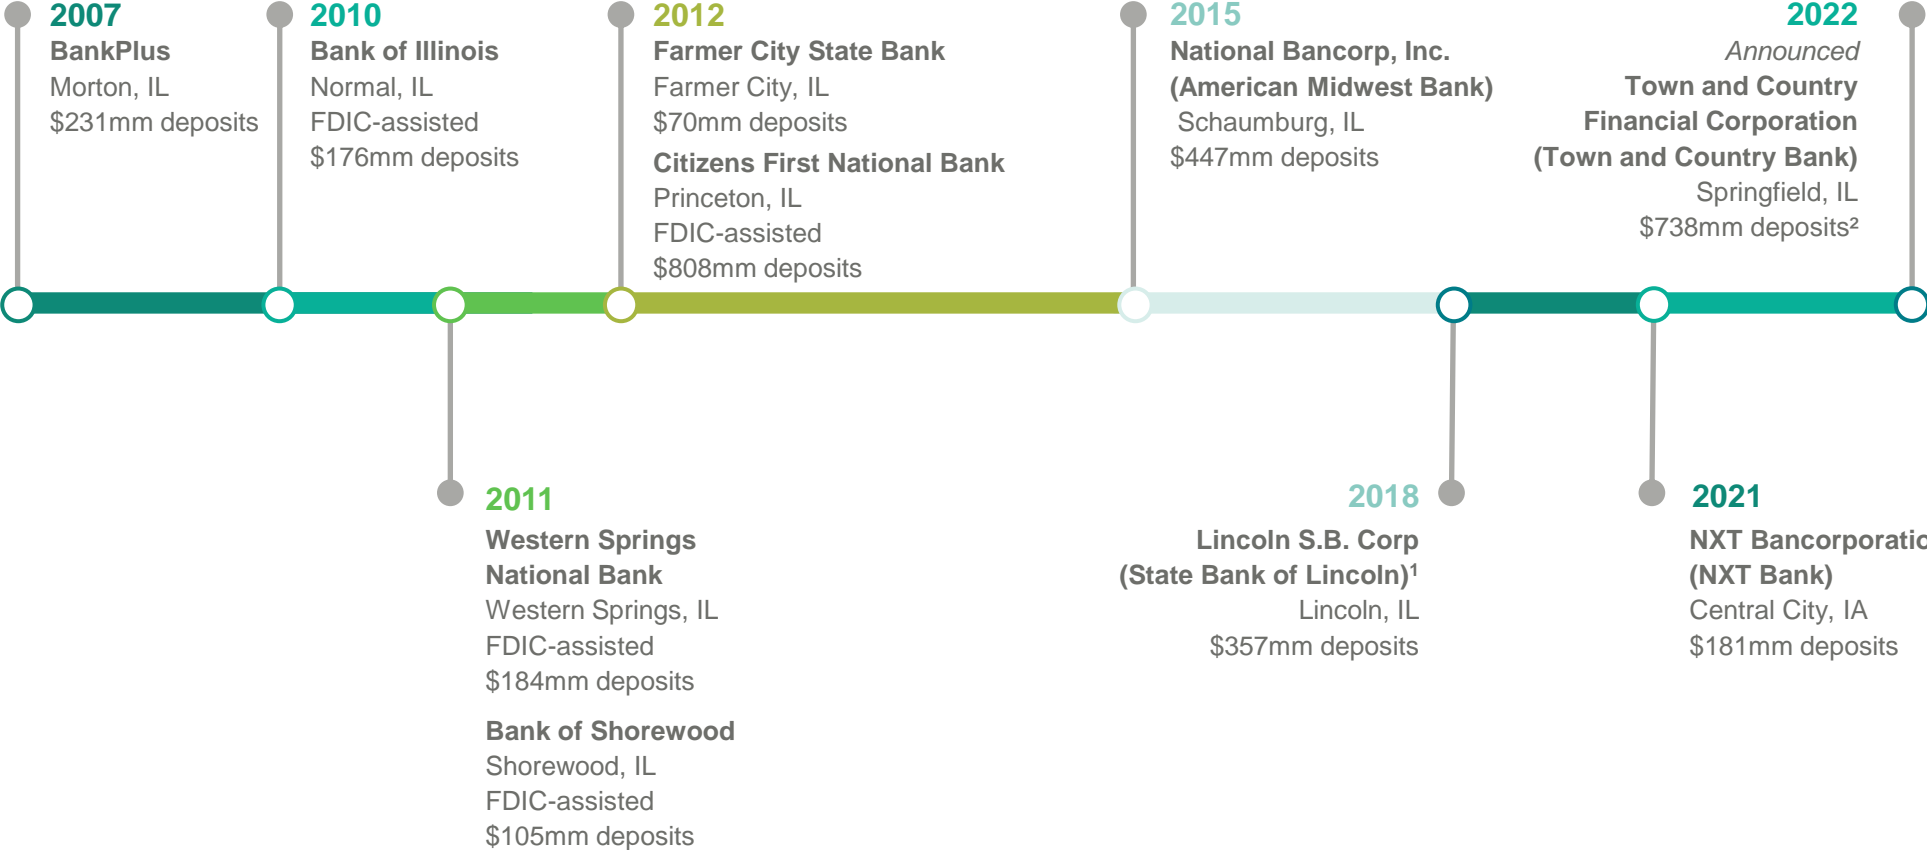 2007
BankPlus
Morton, IL
$231mm deposits
2010
Bank of Illinois
Normal, IL
FDIC-assisted
$176mm deposits
2011
Western Springs
National Bank
Western Springs, IL
FDIC-assisted
$184mm deposits
Bank of Shorewood
Shorewood, IL
FDIC-assisted
$105mm deposits
2012
Farmer City State Bank
Farmer City, IL
$70mm deposits
Citizens First National Bank
Princeton, IL
FDIC-assisted
$808mm deposits
2015
National Bancorp, Inc.
(American Midwest Bank)
Schaumburg, IL
$447mm deposits
2018
Lincoln S.B. Corp
(State Bank of Lincoln)¹
Lincoln, IL
$357mm deposits
2021
NXT Bancorporatio
(NXT Bank)
Central City, IA
$181mm deposits
2022
Announced
Town and Country
Financial Corporation
(Town and Country Bank)
Springfield, IL
$738mm deposits²